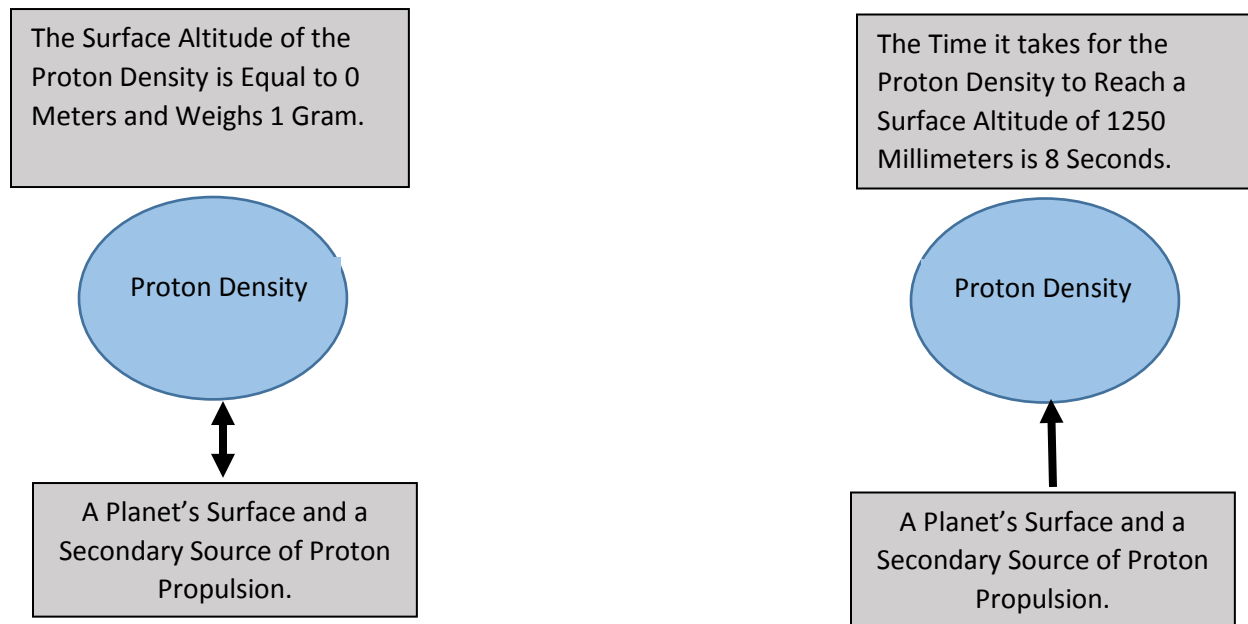 The Surface Altitude of the
Proton Density is Equal to 0
Meters and Weighs 1 Gram.
Proton Density
A Planet’s Surface and a
Secondary Source of Proton
Propulsion.
The Time it takes for the
Proton Density to Reach a
Surface Altitude of 1250
Millimeters is 8 Seconds.
Proton Density
A Planet’s Surface and a
Secondary Source of Proton
Propulsion.